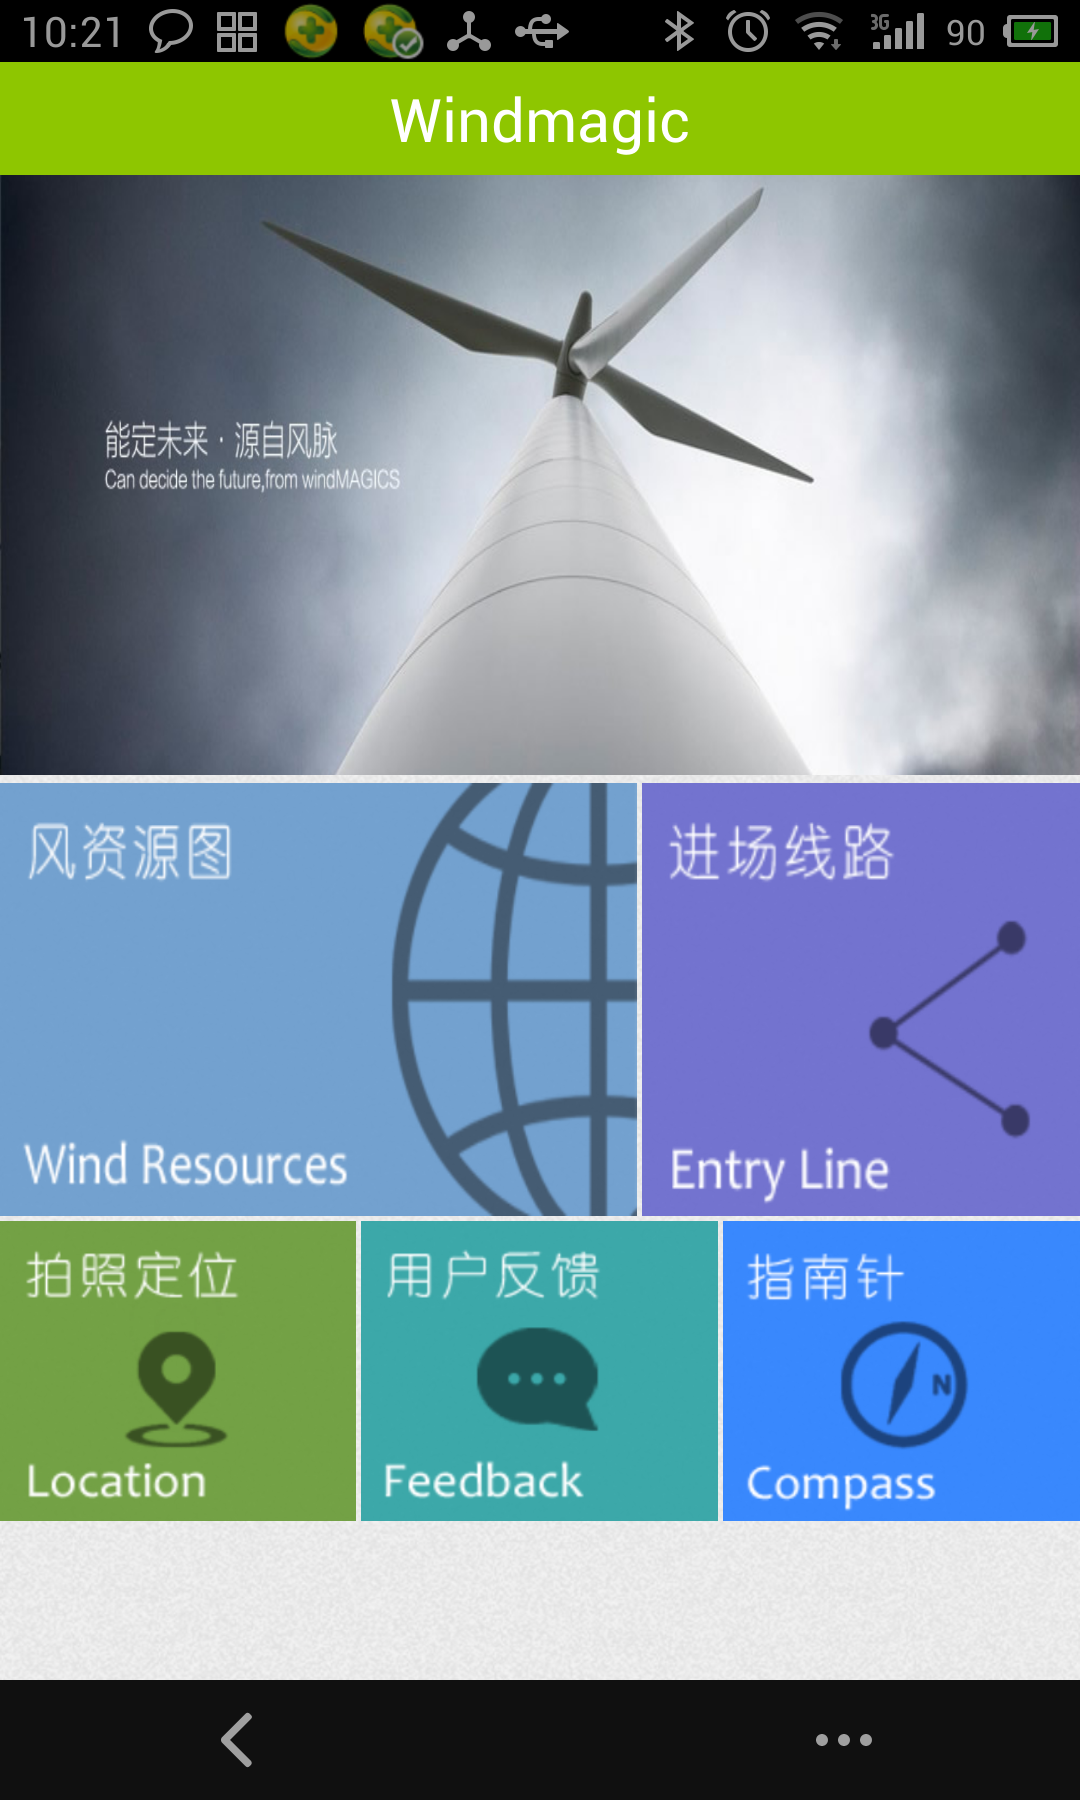 10:21
3G
90
Windmagic
能定未来·源自风脉
Can decide the future,from windMAGICS
风资源图
Wind Resources
进场线路
Entry Line
拍照定位
Location
用户反馈
Feedback
指南针
N
Compass